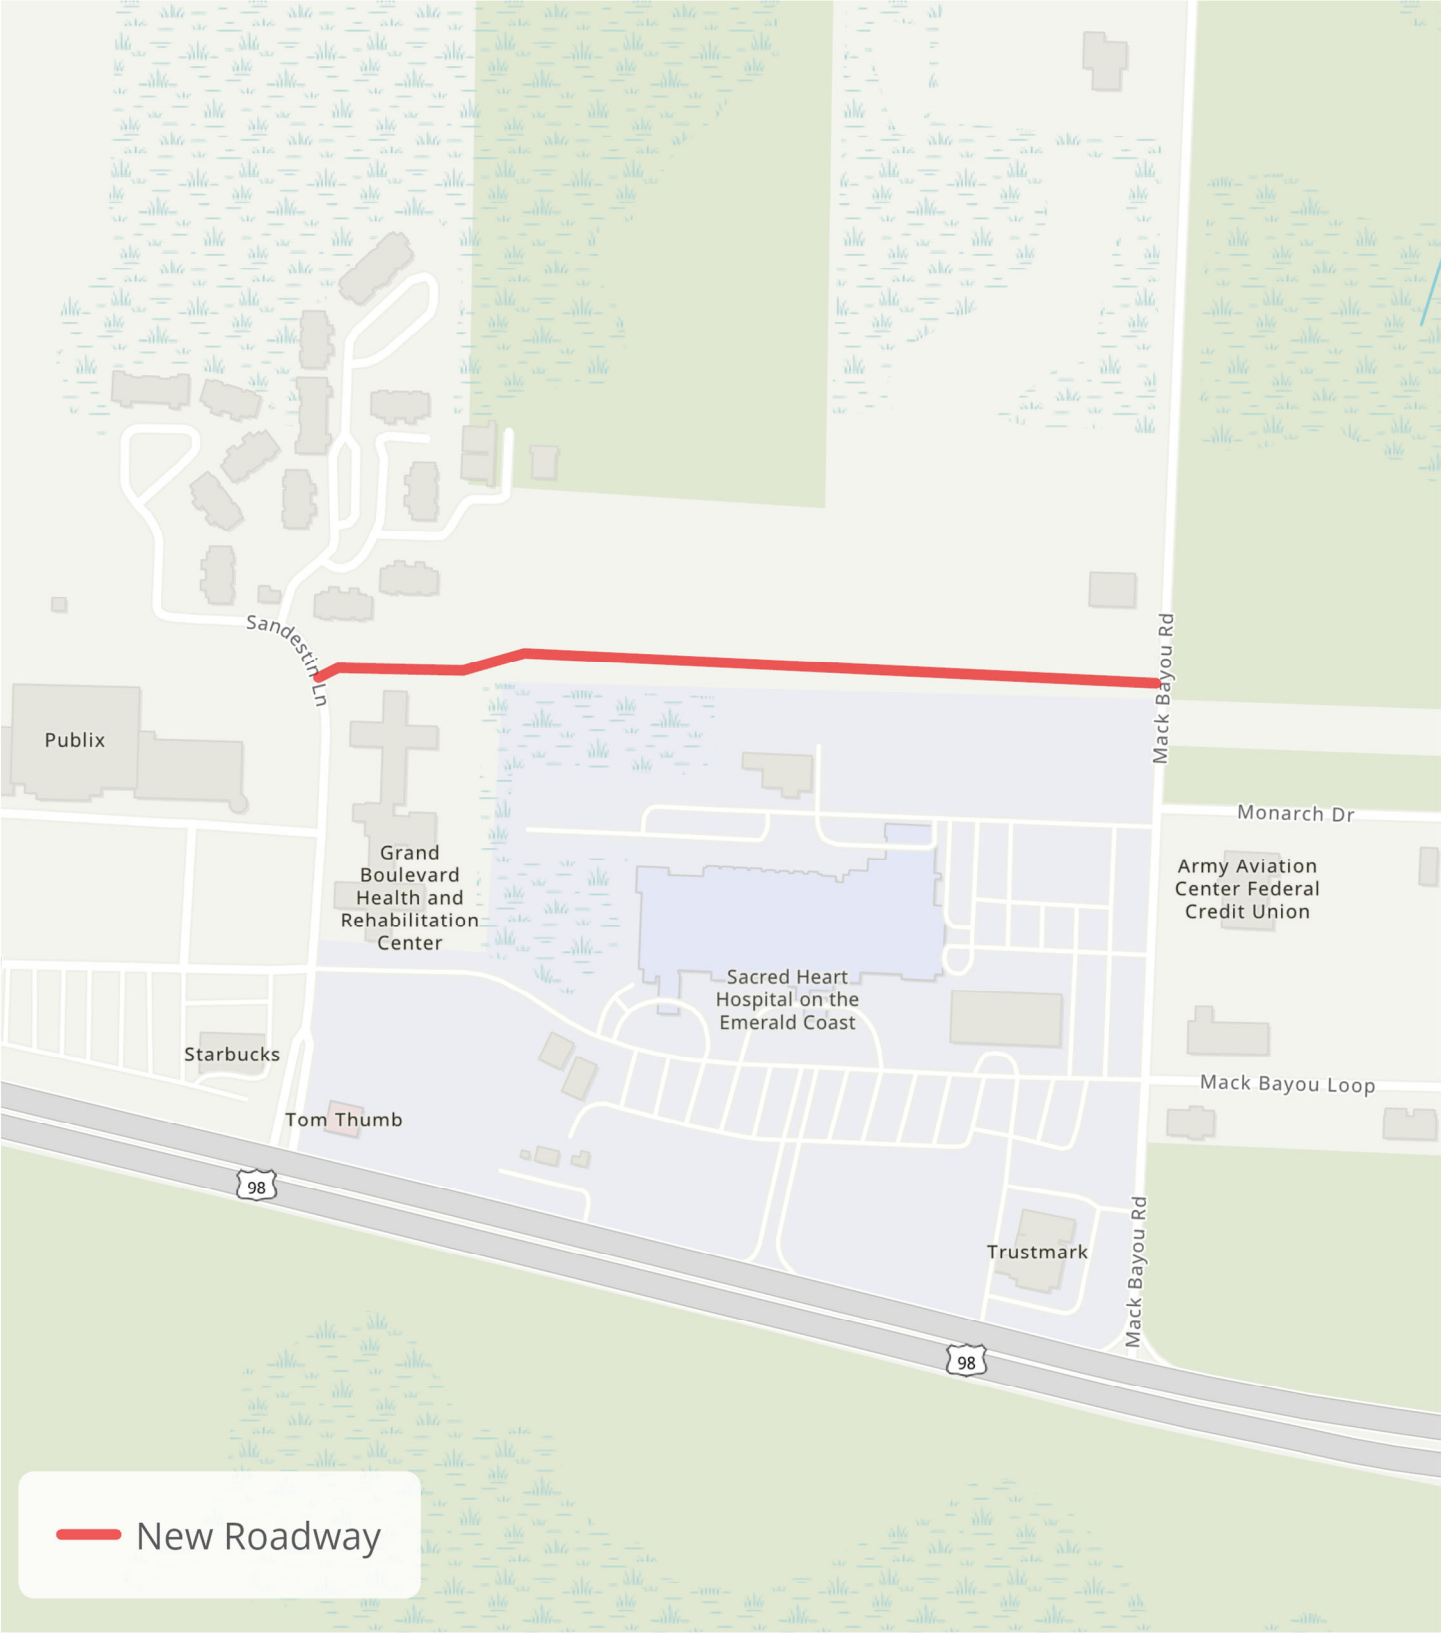 Sandestin Ln
Mack Bayou Rd
Publix
Monarch Dr
Grand
Boulevard
Health and
Rehabilitation
Center
Army Aviation
Center Federal
Credit Union
Sacred Heart
Hospital on the
Emerald Coast
Starbucks
Mack Bayou Loop
Tom Thumb
98
Mack Bayou Rd
Trustmark
98
New Roadway